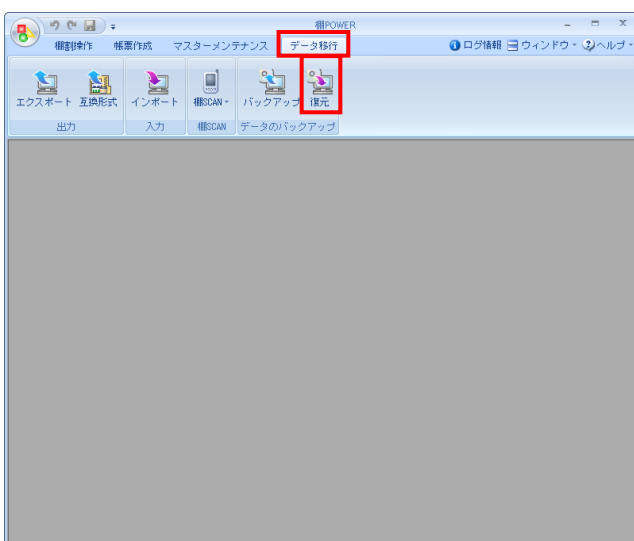 棚POWER
棚割操作 帳票作成 マスターメンテナンス データ移行 ログ情報 ウィンドウ ヘルプ
エクスポート 互換形式 インポート 棚SCAN バックアップ 復元
出力 入力 棚SCAN データのバックアップ